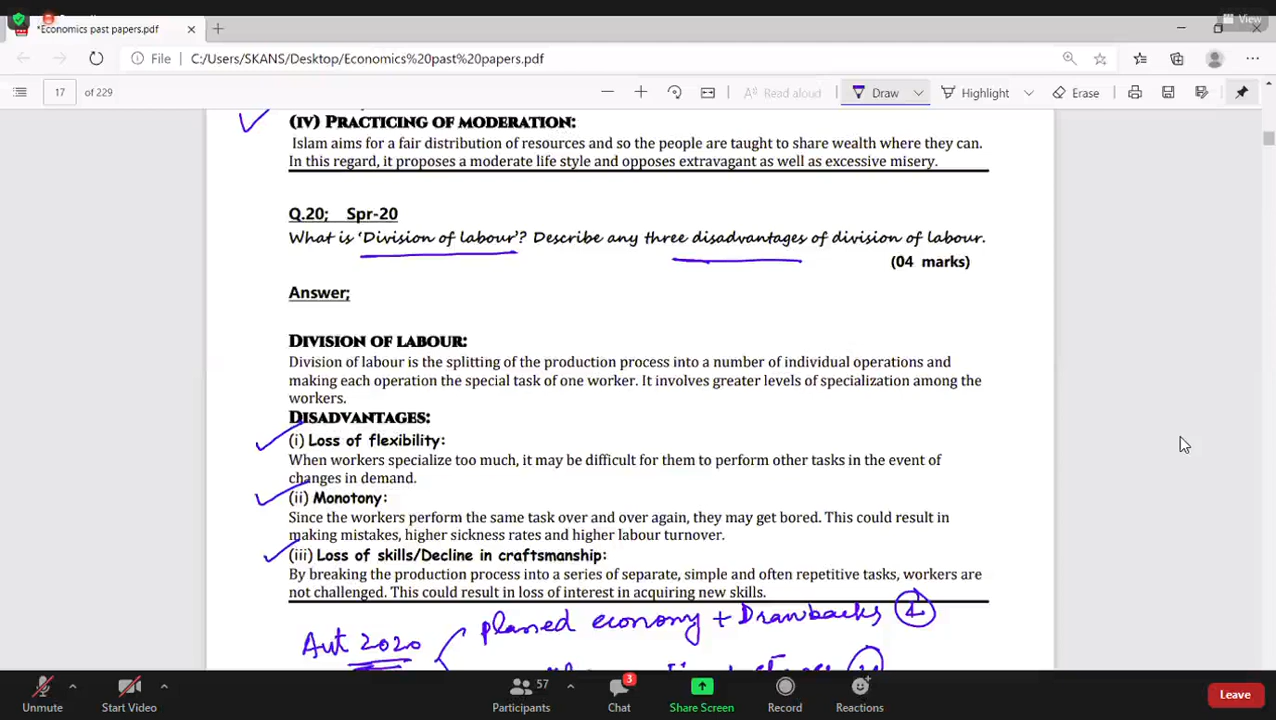 View
*Economics past papers.pdf
File C:/Users/SKANS/Desktop/Economics%20past%20papers.pdf
17 of 229 Read aloud Draw Highlight Erase
(IV) PRACTICING OF MODERATION:
Islam aims for a fair distribution of resources and so the people are taught to share wealth where they can.
In this regard, it proposes a moderate life style and opposes extravagant as well as excessive misery.
Q.20; Spr-20
What is ‘Division of labour’? Describe any three disadvantages of division of labour.
(04 marks)
Answer;
DIVISION OF LABOUR:
Division of labour is the splitting of the production process into a number of individual operations and
making each operation the special task of one worker. It involves greater levels of specialization among the
workers.
DISADVANTAGES:
(i) Loss of flexibility:
When workers specialize too much, it may be difficult for them to perform other tasks in the event of
changes in demand.
(ii) Monotony:
Since the workers perform the same task over and over again, they may get bored. This could result in
making mistakes, higher sickness rates and higher labour turnover.
(iii) Loss of skills/Decline in craftsmanship:
By breaking the production process into a series of separate, simple and often repetitive tasks, workers are
not challenged. This could result in loss of interest in acquiring new skills.
planned economy + Drawbacks
Aut 2020
57 3
Unmute Start Video Participants Chat Share Screen Record Reactions Leave